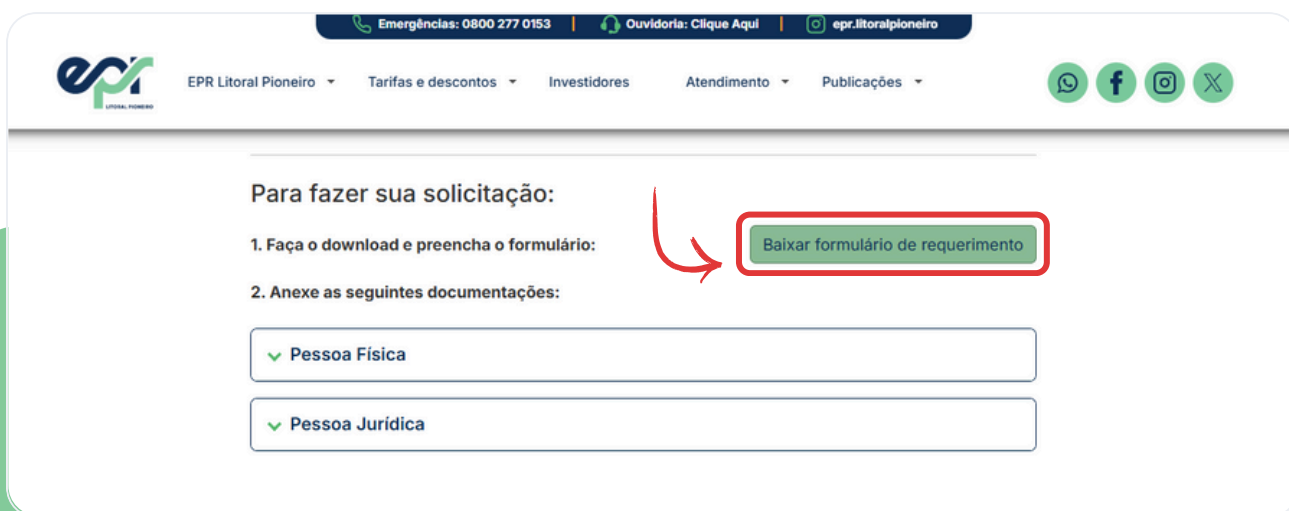 Emergências: 0800 277 0153 | Ouvidoria: Clique Aqui | epr.litoralpioneiro
epr
LITORAL PIONEIRO
EPR Litoral Pioneiro Tarifas e descontos Investidores Atendimento Publicações
Para fazer sua solicitação:
1. Faça o download e preencha o formulário:
Baixar formulário de requerimento
2. Anexe as seguintes documentações:
Pessoa Física
Pessoa Jurídica